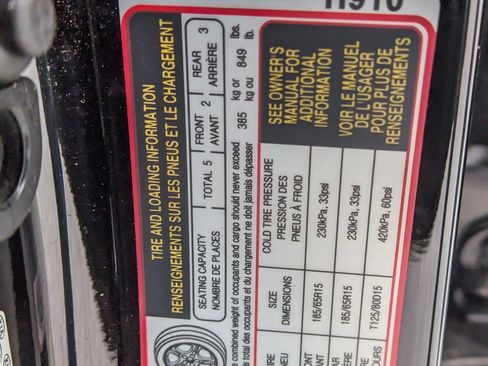 TIRE AND LOADING INFORMATION
RENSEIGNEMENTS SUR LES PNEUS ET LE CHARGEMENT
SEATING CAPACITY
NOMBRE DE PLACES
TOTAL 5
FRONT 2
AVANT
REAR 3
ARRIÈRE
combined weight of occupants and cargo should never exceed 385 kg or 849 lbs.
total des occupants et du chargement ne doit jamais dépasser kg ou lb.
SIZE
DIMENSIONS
COLD TIRE PRESSURE
PRESSION DES
PNEUS À FROID
185/65R15 230kPa, 33psi
185/65R15 230kPa, 33psi
T125/80D15 420kPa, 60psi
SEE OWNER'S
MANUAL FOR
ADDITIONAL
INFORMATION
VOIR LE MANUEL
DE L'USAGER
POUR PLUS DE
RENSEIGNEMENTS